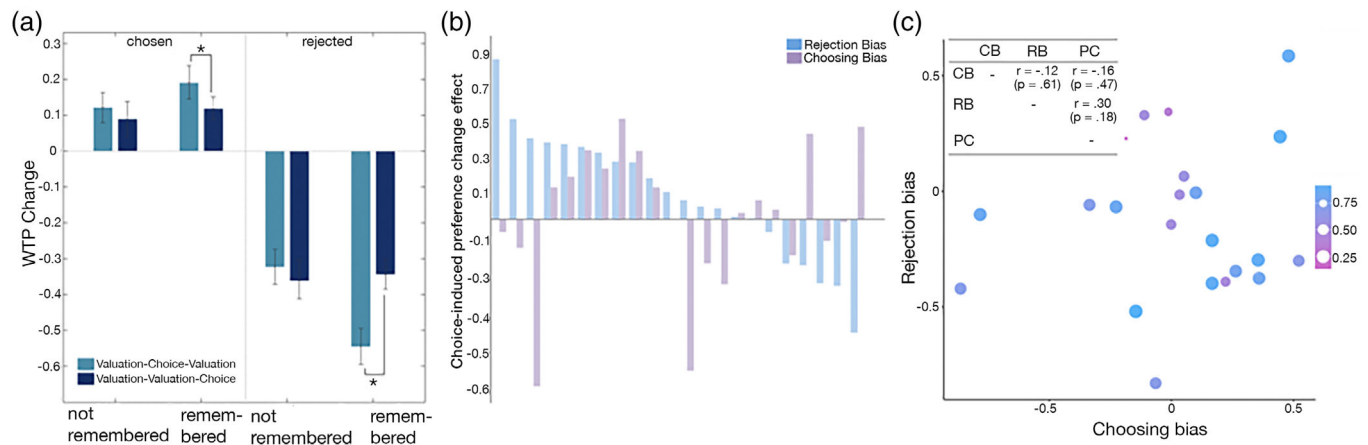 (a)
chosen
rejected
*
0.3
0.2
0.1
0
-0.1
-0.2
-0.3
-0.4
-0.5
-0.6
WTP Change
*
Valuation-Choice-Valuation
Valuation-Valuation-Choice
not
remembered
remem-
bered
not
remembered
remem-
bered
(b)
Rejection Bias
Choosing Bias
0.9
0.7
0.5
0.3
0.1
-0.1
-0.3
-0.4
-0.5
-0.6
Choice-induced preference change effect
(c)
CB RB PC
CB - r = -.12 r = -.16
(p = .61) (p = .47)
RB - r = .30
(p = .18)
PC -
0.5
0
-0.5
Rejection bias
-0.5 0 0.5
Choosing bias
0.75
0.50
0.25